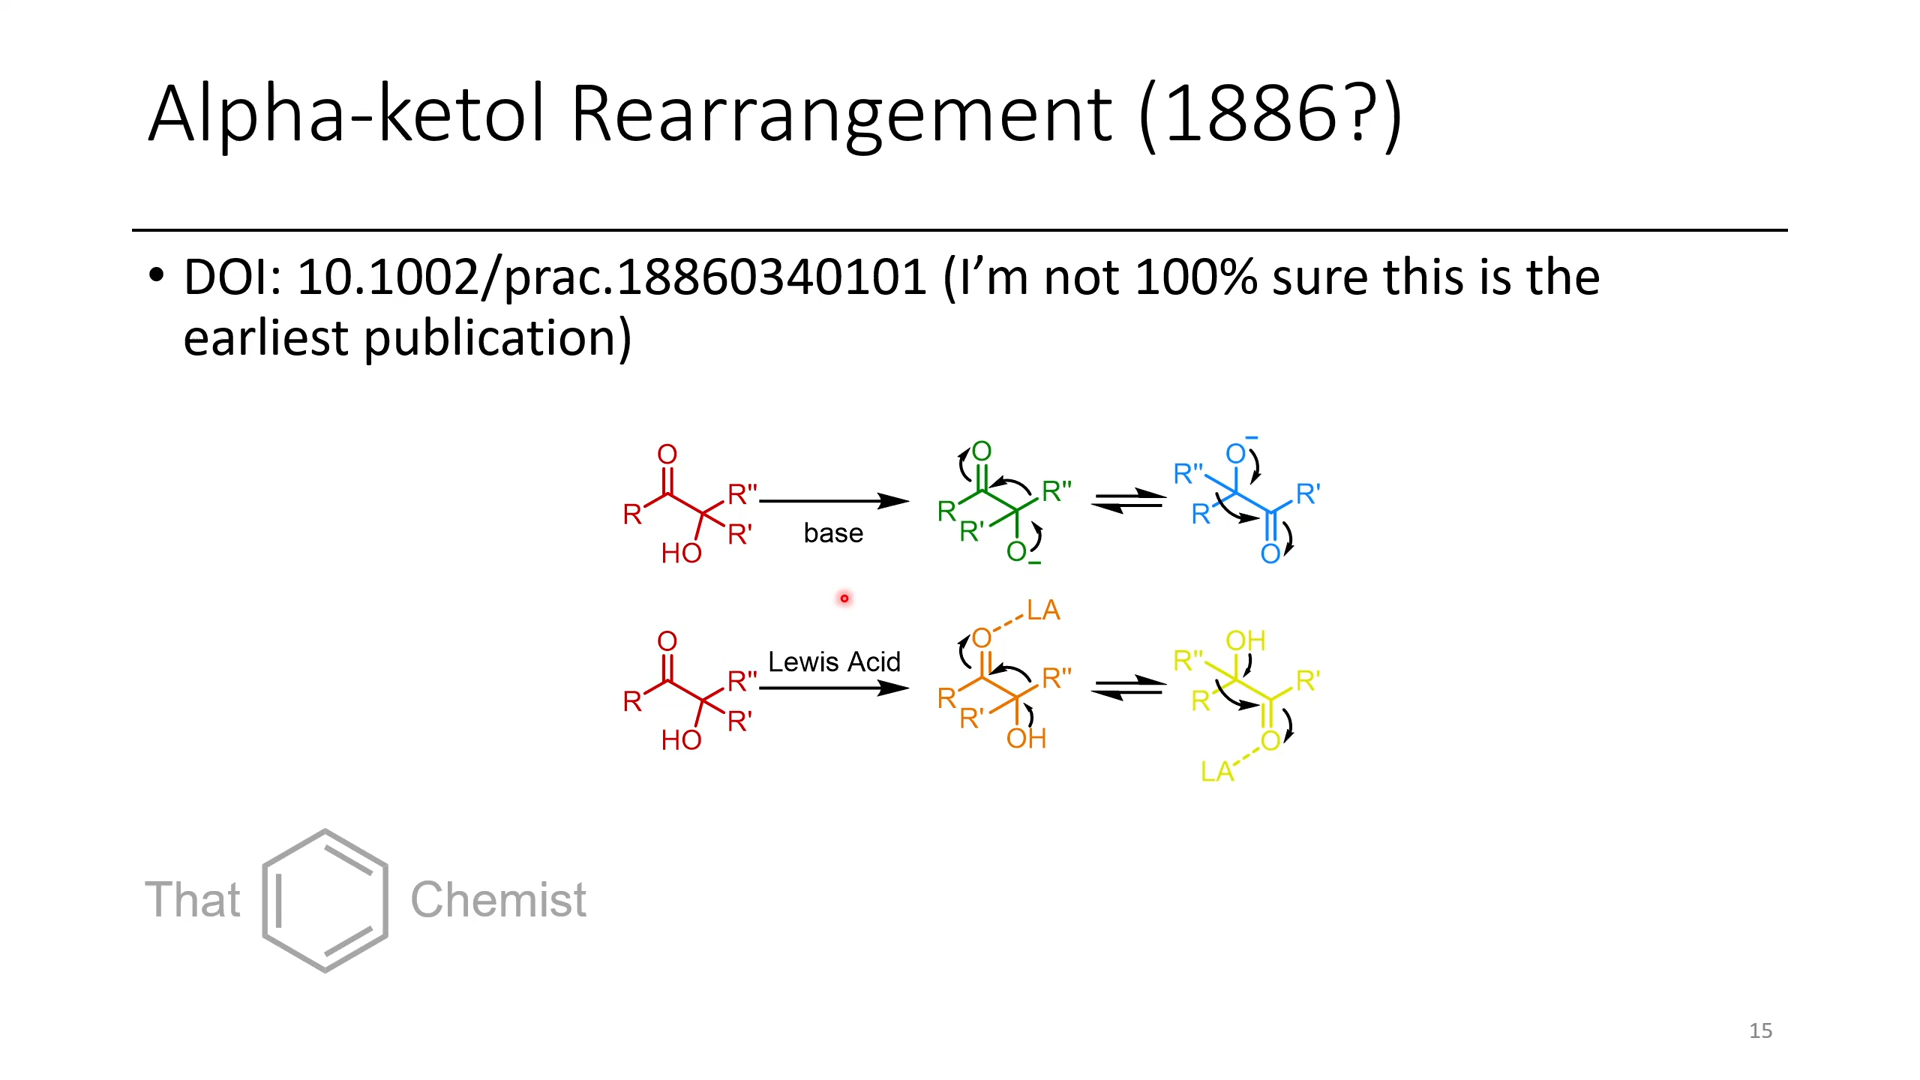 Alpha-ketol Rearrangement (1886?)
• DOI: 10.1002/prac.18860340101 (I’m not 100% sure this is the
earliest publication)
O R R" R' HO
base
O R R" R' O–
O– R" R R' O
O R R" R' HO
Lewis Acid
LA O R R" R' OH
OH R" R R' O LA
That Chemist
15